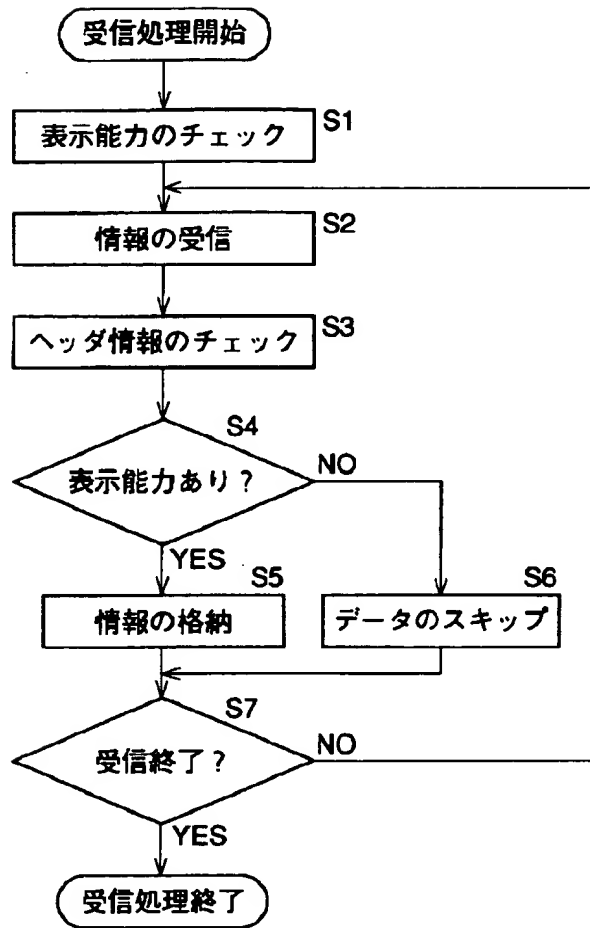 受信処理開始
表示能力のチェック
S1
情報の受信
S2
ヘッダ情報のチェック
S3
S4
表示能力あり？
NO
YES
S5
情報の格納
S6
データのスキップ
S7
受信終了？
NO
YES
受信処理終了